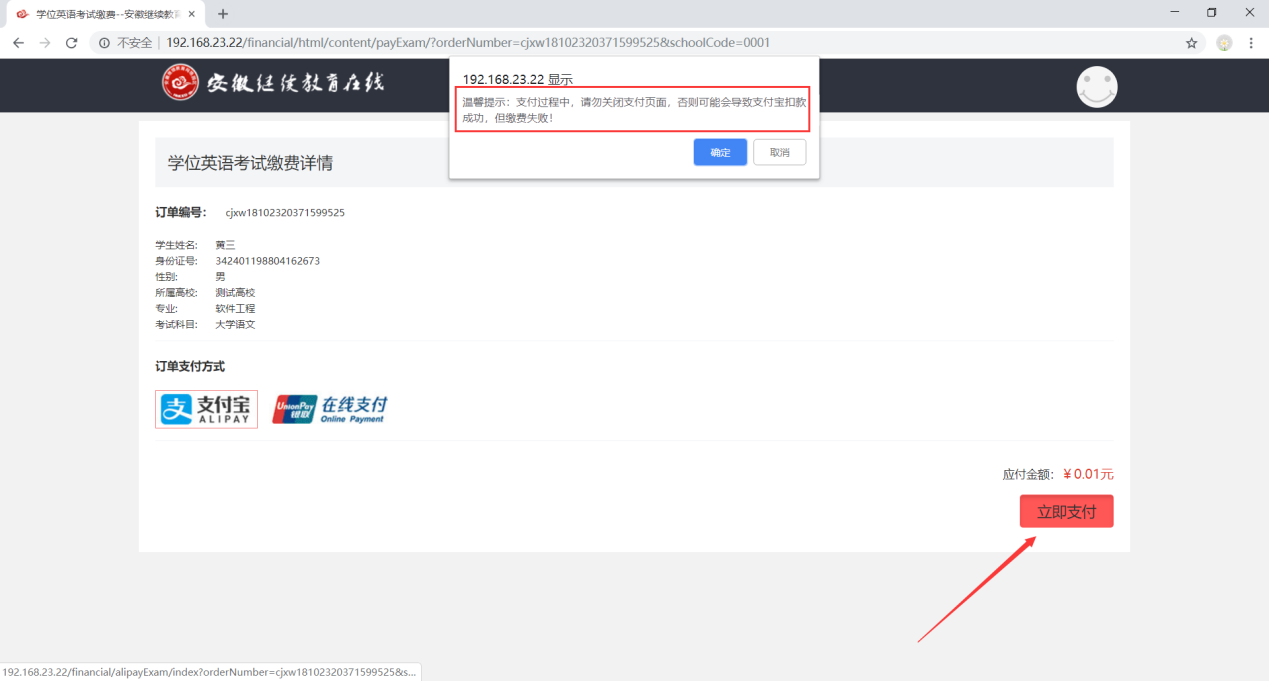 学位英语考试缴费--安徽继续教育
不安全 192.168.23.22/financial/html/content/payExam/?orderNumber=cjxw18102320371599525&schoolCode=0001
安徽继续教育在线
192.168.23.22 显示
温馨提示：支付过程中，请勿关闭支付页面，否则可能会导致支付宝扣款
成功，但缴费失败！
确定 取消
学位英语考试缴费详情
订单编号： cjxw18102320371599525
学生姓名: 黄三
身份证号: 342401198804162673
性别: 男
所属高校: 测试高校
专业: 软件工程
考试科目: 大学语文
订单支付方式
支付宝 ALIPAY
UnionPay 银联 在线支付 Online Payment
应付金额: ￥0.01元
立即支付
192.168.23.22/financial/alipayExam/index?orderNumber=cjxw18102320371599525&s...